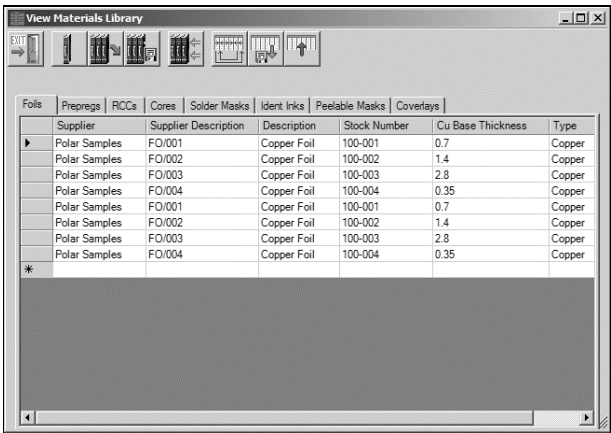 View Materials Library
EXIT
Foils Prepregs RCCs Cores Solder Masks Ident Inks Peelable Masks Coverlays
Supplier Supplier Description Description Stock Number Cu Base Thickness Type
Polar Samples FO/001 Copper Foil 100-001 0.7 Copper
Polar Samples FO/002 Copper Foil 100-002 1.4 Copper
Polar Samples FO/003 Copper Foil 100-003 2.8 Copper
Polar Samples FO/004 Copper Foil 100-004 0.35 Copper
Polar Samples FO/001 Copper Foil 100-001 0.7 Copper
Polar Samples FO/002 Copper Foil 100-002 1.4 Copper
Polar Samples FO/003 Copper Foil 100-003 2.8 Copper
Polar Samples FO/004 Copper Foil 100-004 0.35 Copper